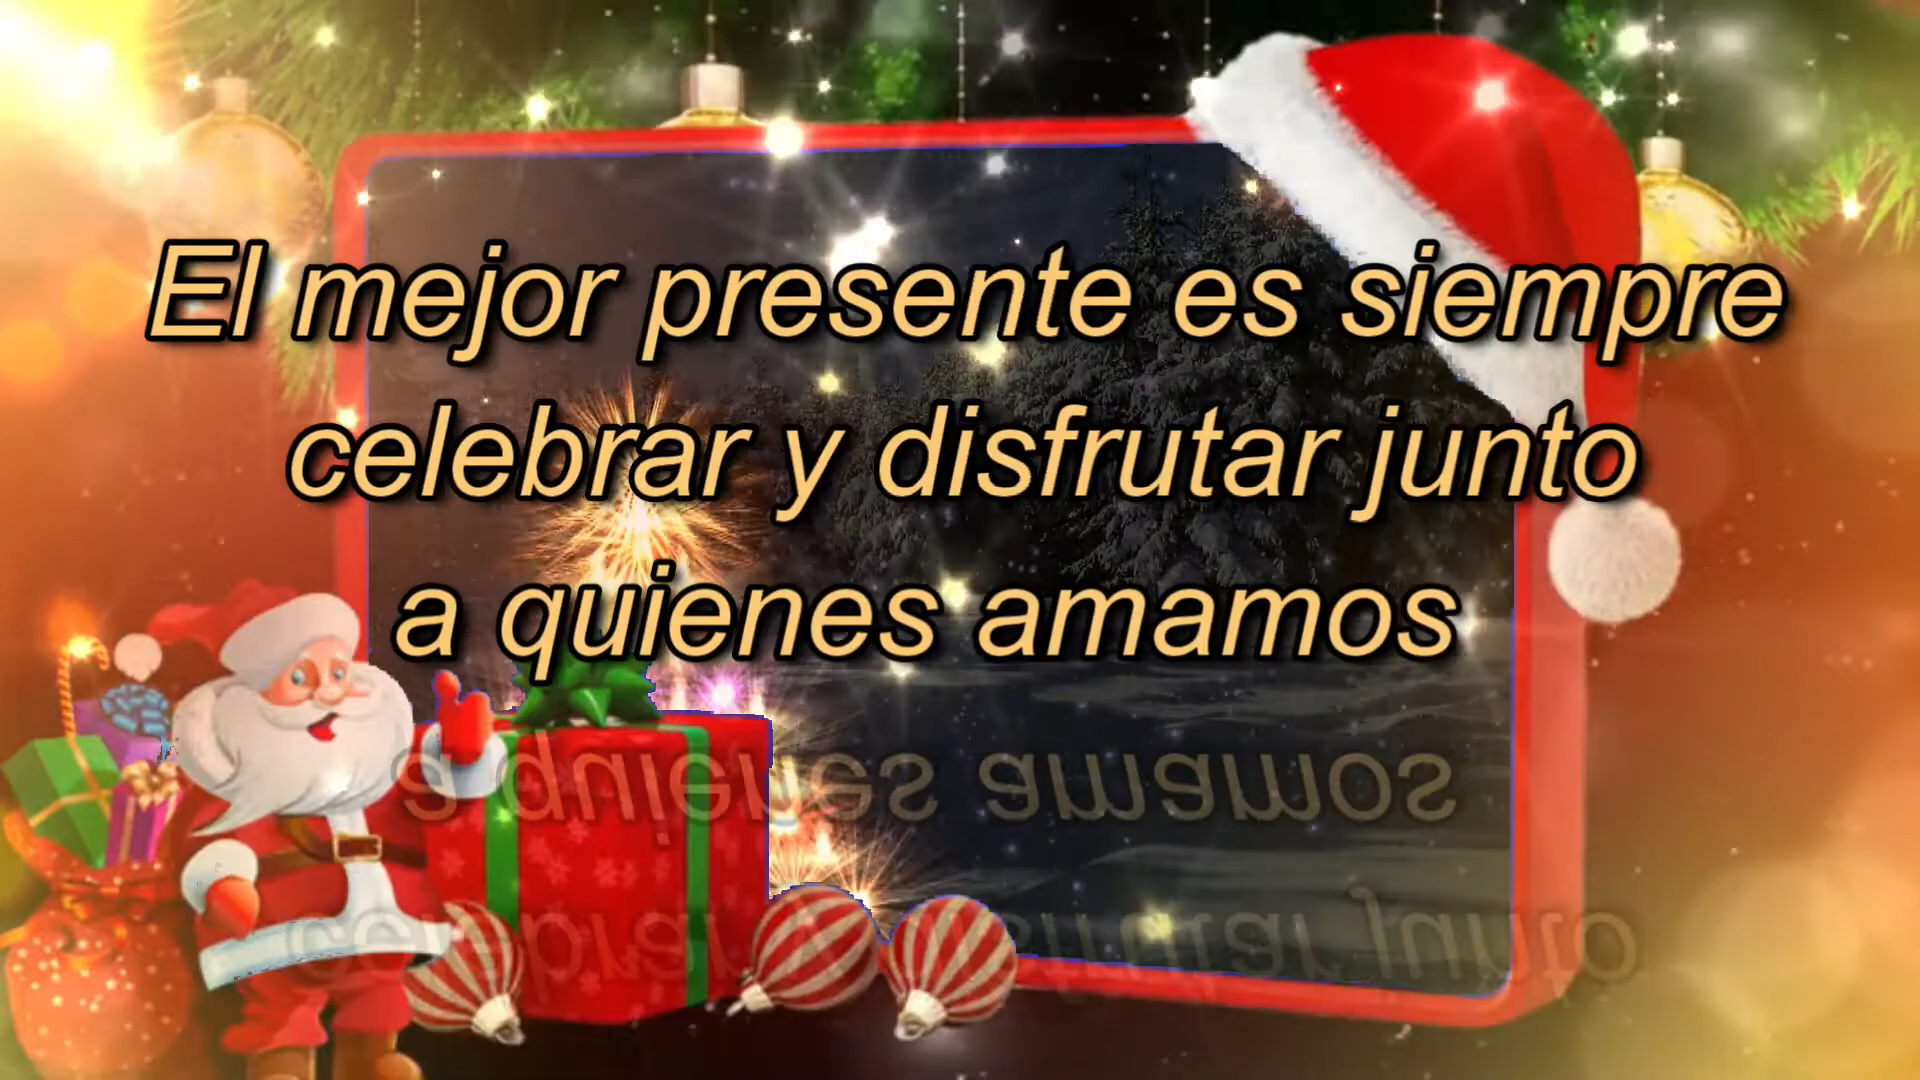 El mejor presente es siempre
celebrar y disfrutar junto
a quienes amamos